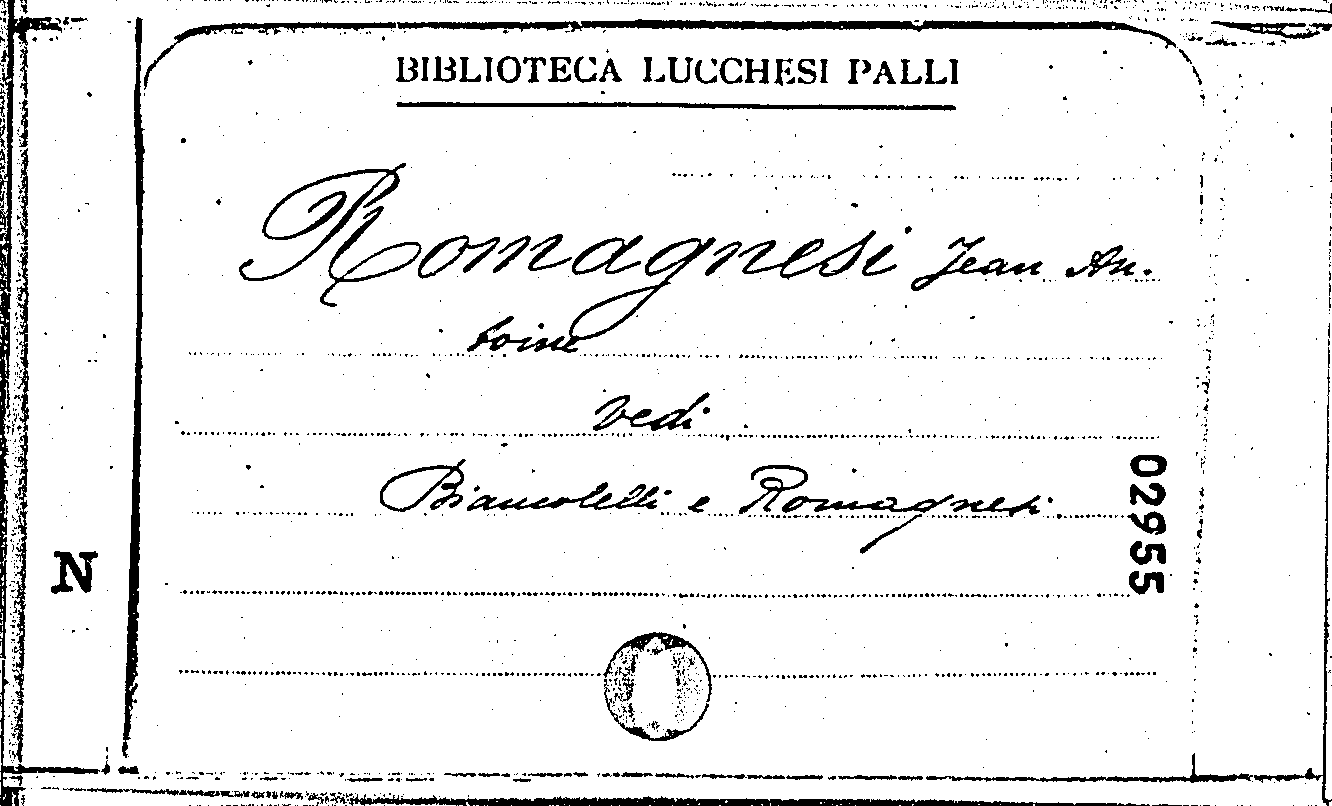 BIBLIOTECA LUCCHESI PALLI
Romagnesi Jean An.
toine
vedi
Biancolelli e Romagnesi
02955
N